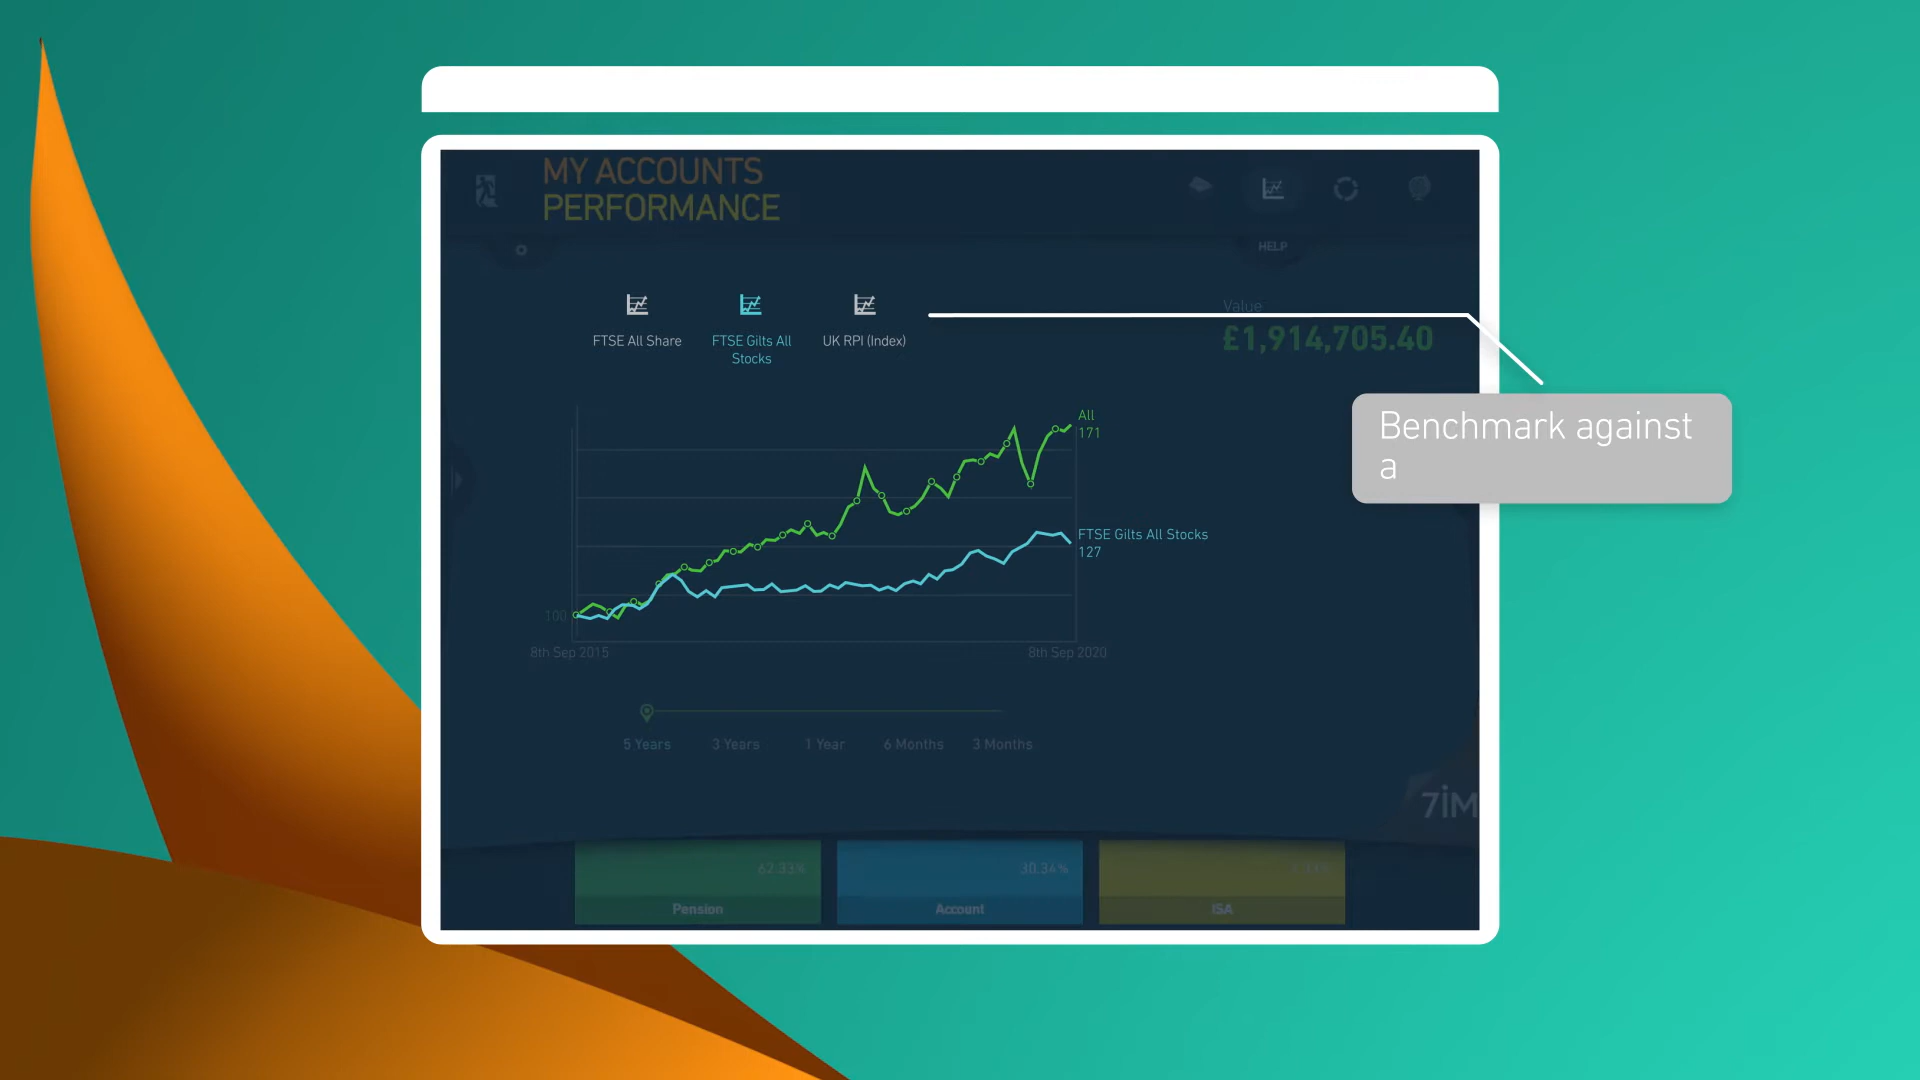 MY ACCOUNTS
PERFORMANCE
HELP
FTSE All Share
FTSE Gilts All
Stocks
UK RPI (Index)
Value
£1,914,705.40
Benchmark against
a
All
171
FTSE Gilts All Stocks
127
100
8th Sep 2015
8th Sep 2020
5 Years
3 Years
1 Year
6 Months
3 Months
7iM
62.33%
30.34%
Pension
Account
ISA